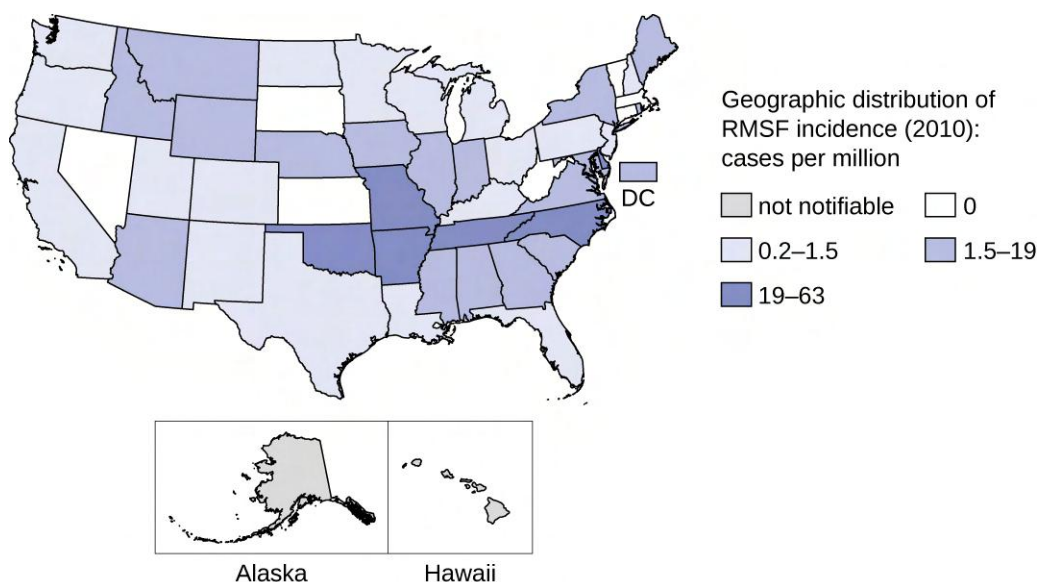 DC
Geographic distribution of
RMSF incidence (2010):
cases per million
not notifiable
0
0.2–1.5
1.5–19
19–63
Alaska
Hawaii